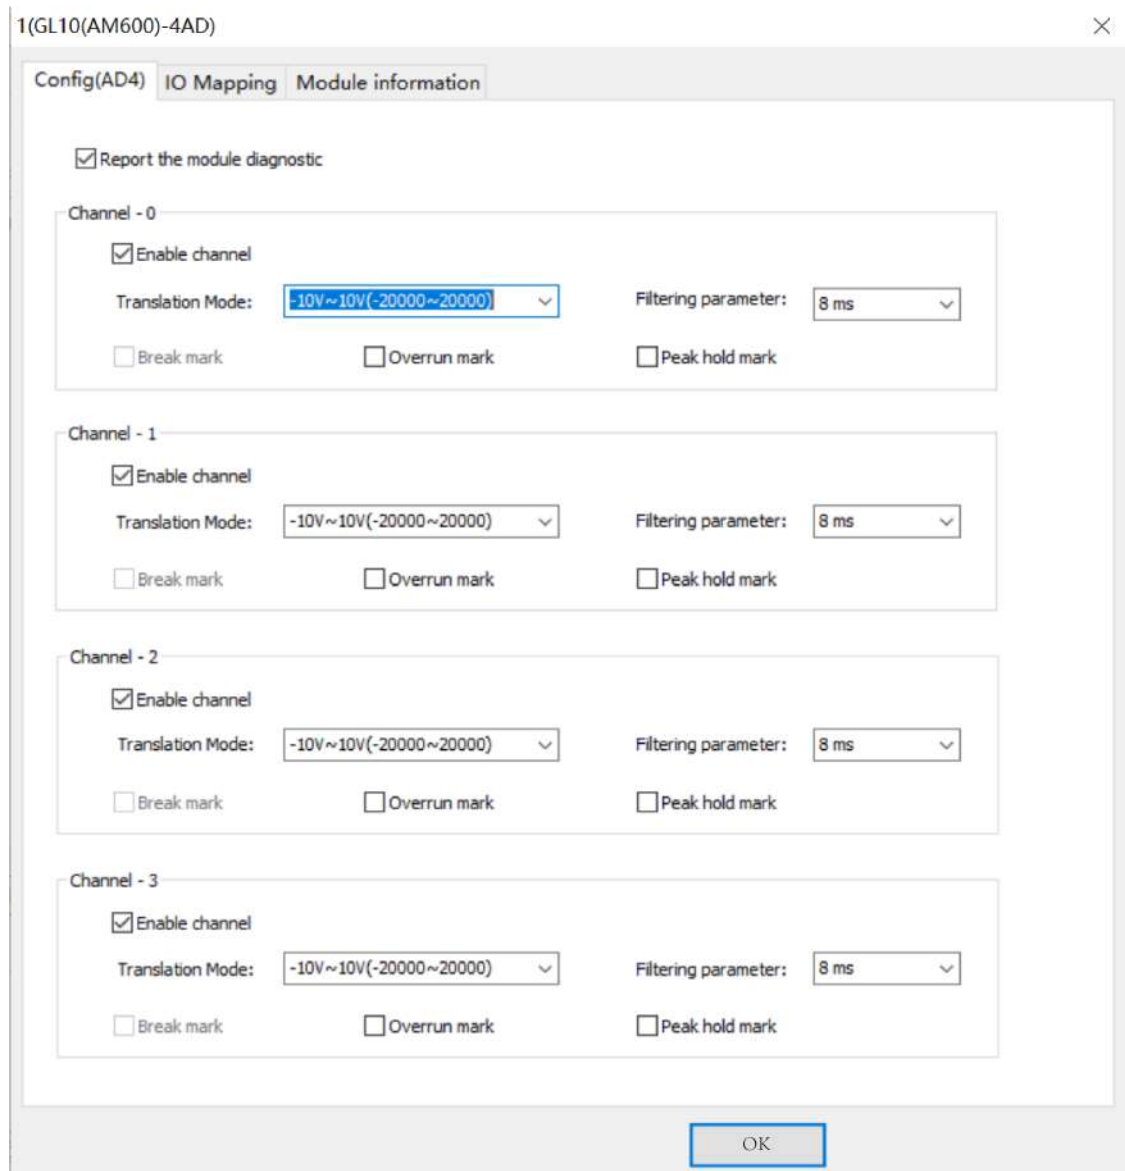 1(GL10(AM600)-4AD)
Config(AD4) IO Mapping Module information
Report the module diagnostic
Channel - 0
Enable channel
Translation Mode: -10V~10V(-20000~20000) Filtering parameter: 8 ms
Break mark Overrun mark Peak hold mark
Channel - 1
Enable channel
Translation Mode: -10V~10V(-20000~20000) Filtering parameter: 8 ms
Break mark Overrun mark Peak hold mark
Channel - 2
Enable channel
Translation Mode: -10V~10V(-20000~20000) Filtering parameter: 8 ms
Break mark Overrun mark Peak hold mark
Channel - 3
Enable channel
Translation Mode: -10V~10V(-20000~20000) Filtering parameter: 8 ms
Break mark Overrun mark Peak hold mark
OK